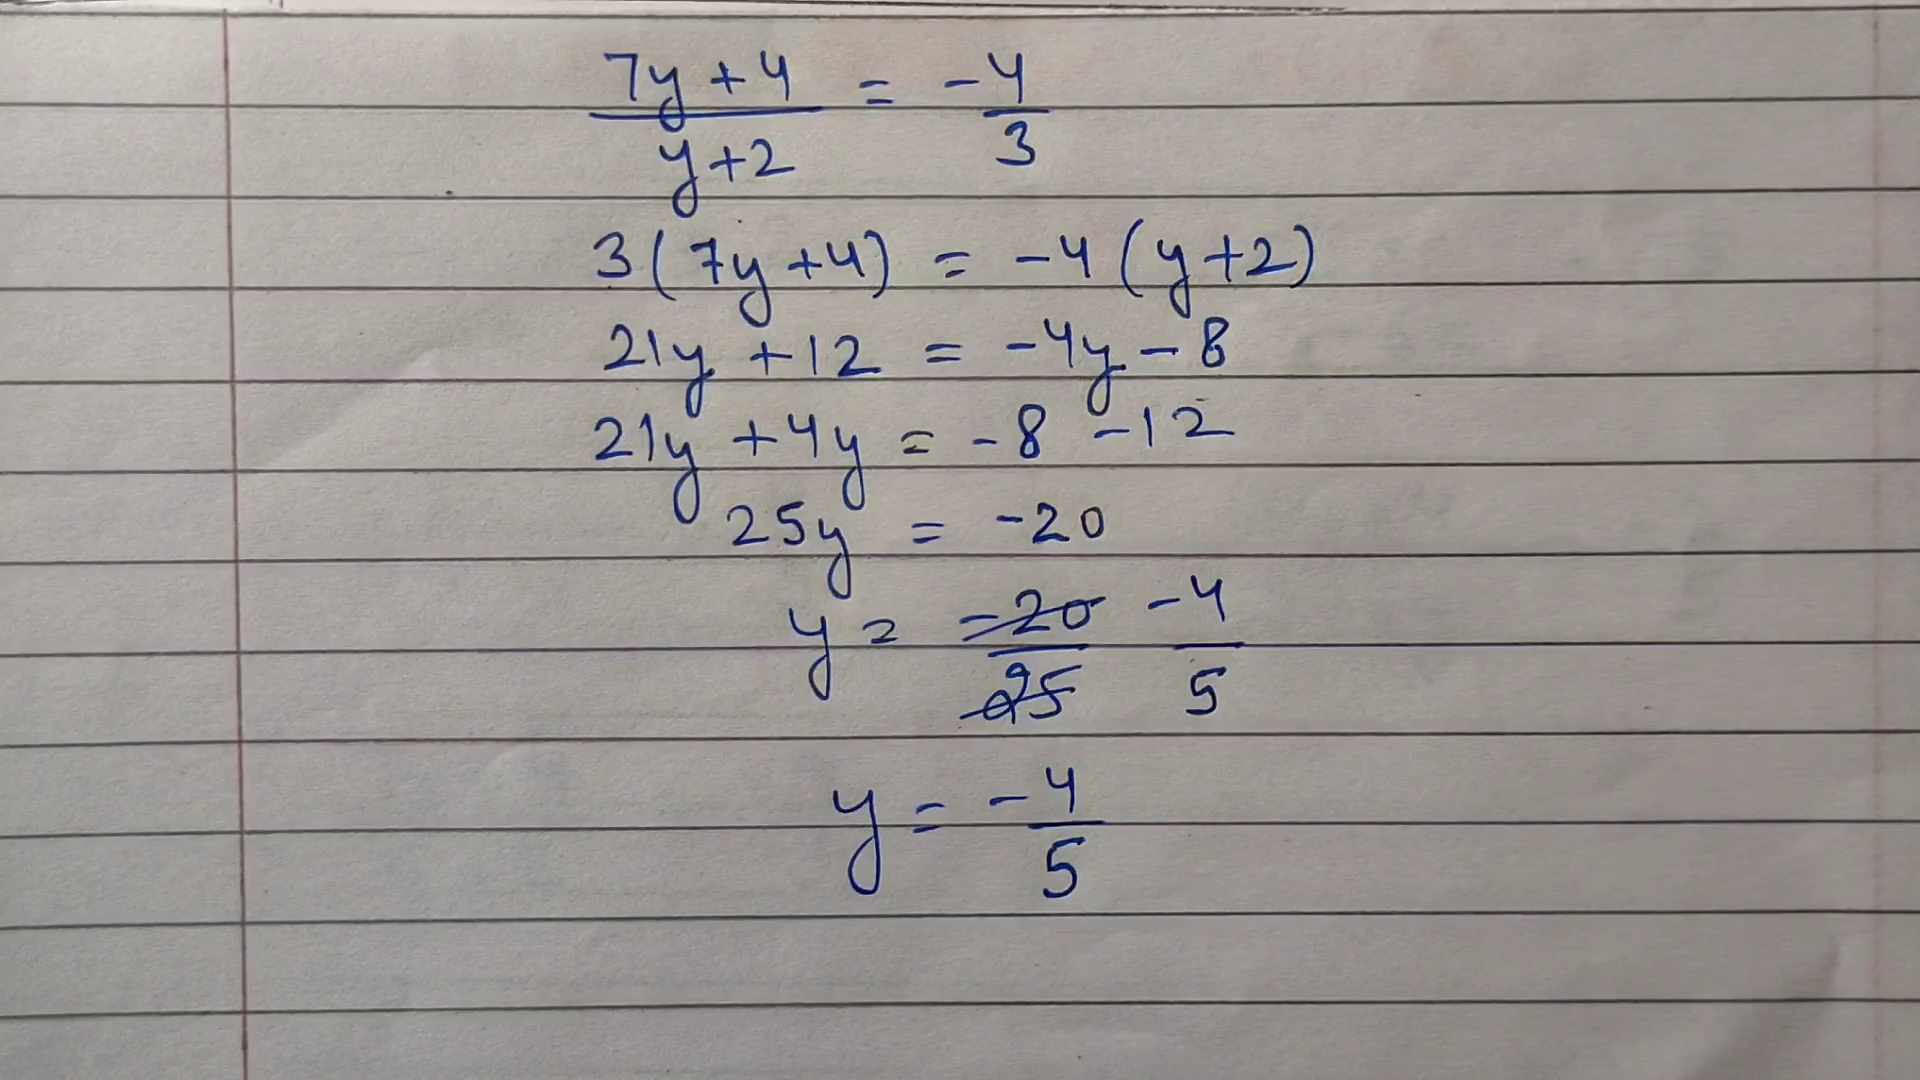 7y + 4 / y + 2 = -4 / 3
3(7y + 4) = -4(y + 2)
21y + 12 = -4y - 8
21y + 4y = -8 - 12
25y = -20
y = -20 / 25 -4 / 5
y = -4 / 5